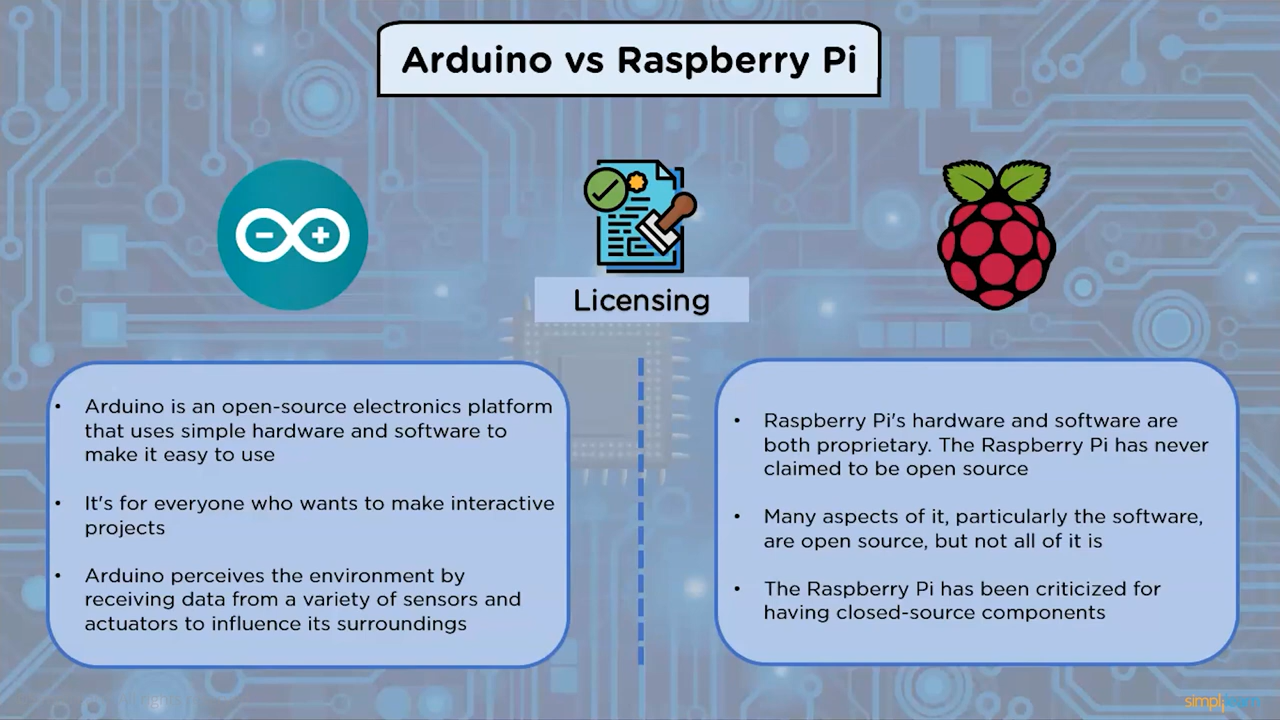 Arduino vs Raspberry Pi
Licensing
• Arduino is an open-source electronics platform
that uses simple hardware and software to
make it easy to use
• It's for everyone who wants to make interactive
projects
• Arduino perceives the environment by
receiving data from a variety of sensors and
actuators to influence its surroundings
• Raspberry Pi's hardware and software are
both proprietary. The Raspberry Pi has never
claimed to be open source
• Many aspects of it, particularly the software,
are open source, but not all of it is
• The Raspberry Pi has been criticized for
having closed-source components